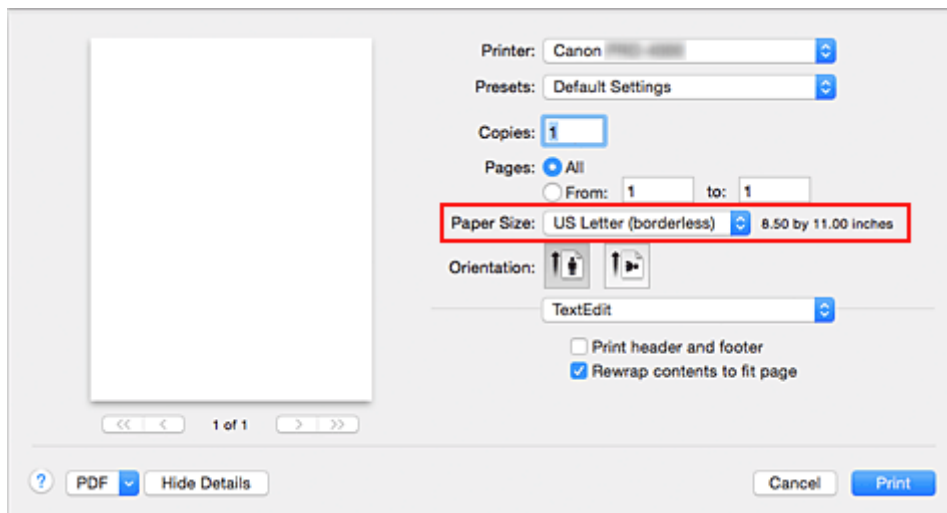 Printer: Canon
Presets: Default Settings
Copies: 1
Pages: All
From: 1 to: 1
Paper Size: US Letter (borderless) 8.50 by 11.00 inches
Orientation:
TextEdit
Print header and footer
Rewrap contents to fit page
<< < 1 of 1 > >>
? PDF Hide Details Cancel Print